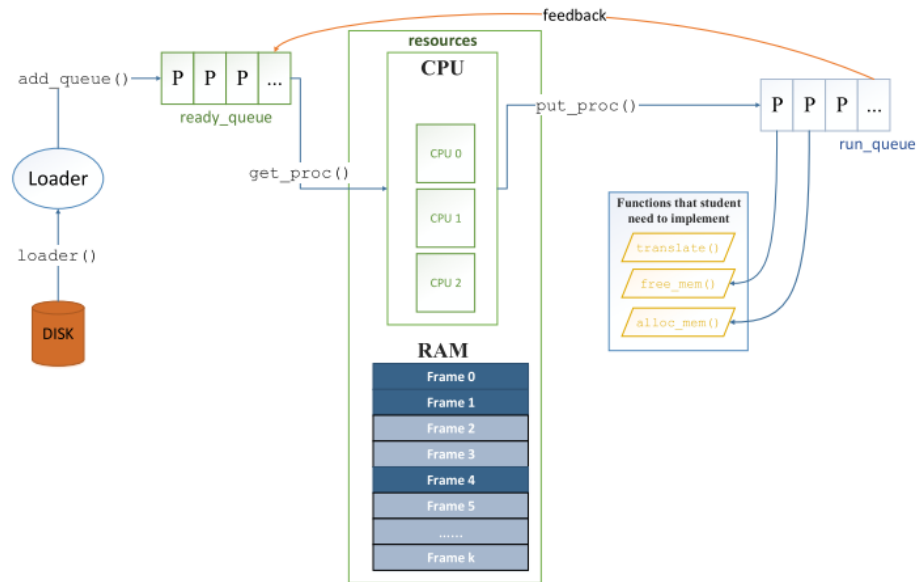 feedback
resources
add_queue()
P P P ...
ready_queue
CPU
CPU 0
CPU 1
CPU 2
get_proc()
put_proc()
P P P ...
run_queue
Loader
loader()
DISK
Functions that student
need to implement
translate()
free_mem()
alloc_mem()
RAM
Frame 0
Frame 1
Frame 2
Frame 3
Frame 4
Frame 5
......
Frame k